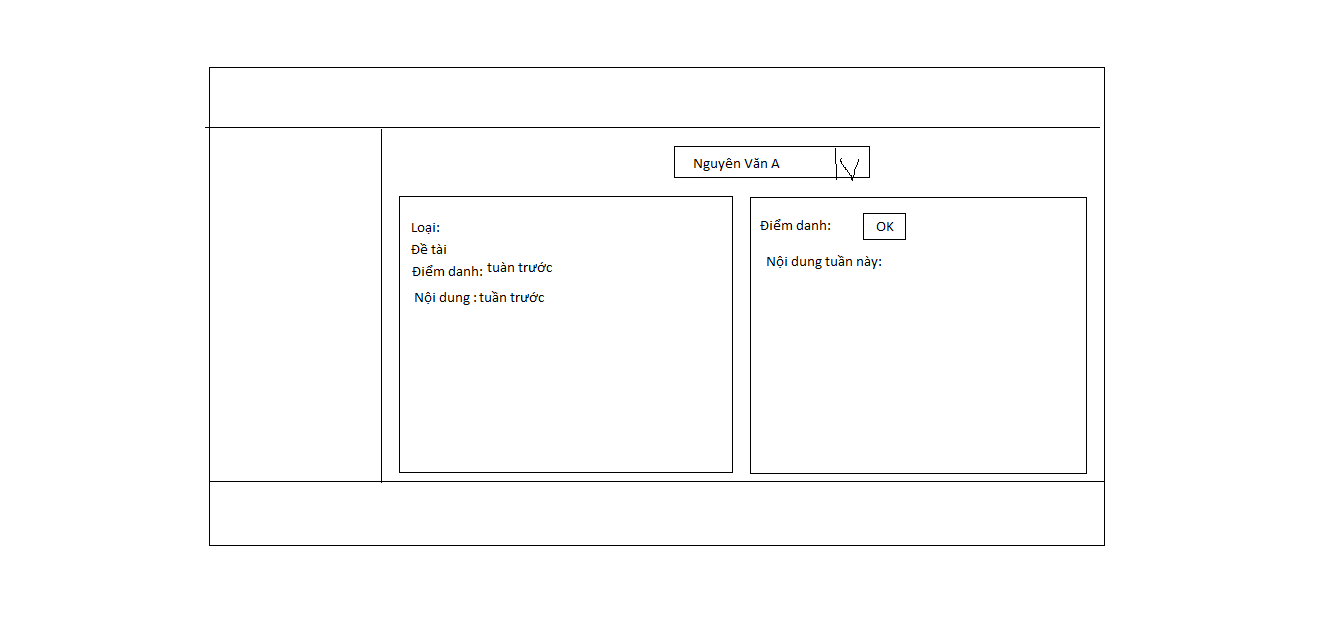 Nguyên Văn A
Loại:
Đề tài
Điểm danh: tuàn trước
Nội dung : tuần trước
Điểm danh: OK
Nội dung tuần này: